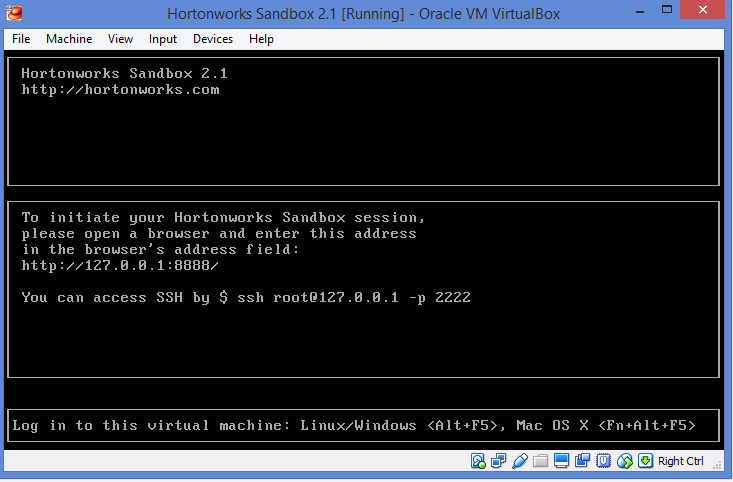 Hortonworks Sandbox 2.1 [Running] - Oracle VM VirtualBox
File Machine View Input Devices Help
Hortonworks Sandbox 2.1
http://hortonworks.com
To initiate your Hortonworks Sandbox session,
please open a browser and enter this address
in the browser's address field:
http://127.0.0.1:8888/
You can access SSH by $ ssh root@127.0.0.1 -p 2222
Log in to this virtual machine: Linux/Windows <Alt+F5>, Mac OS X <Fn+Alt+F5>
Right Ctrl